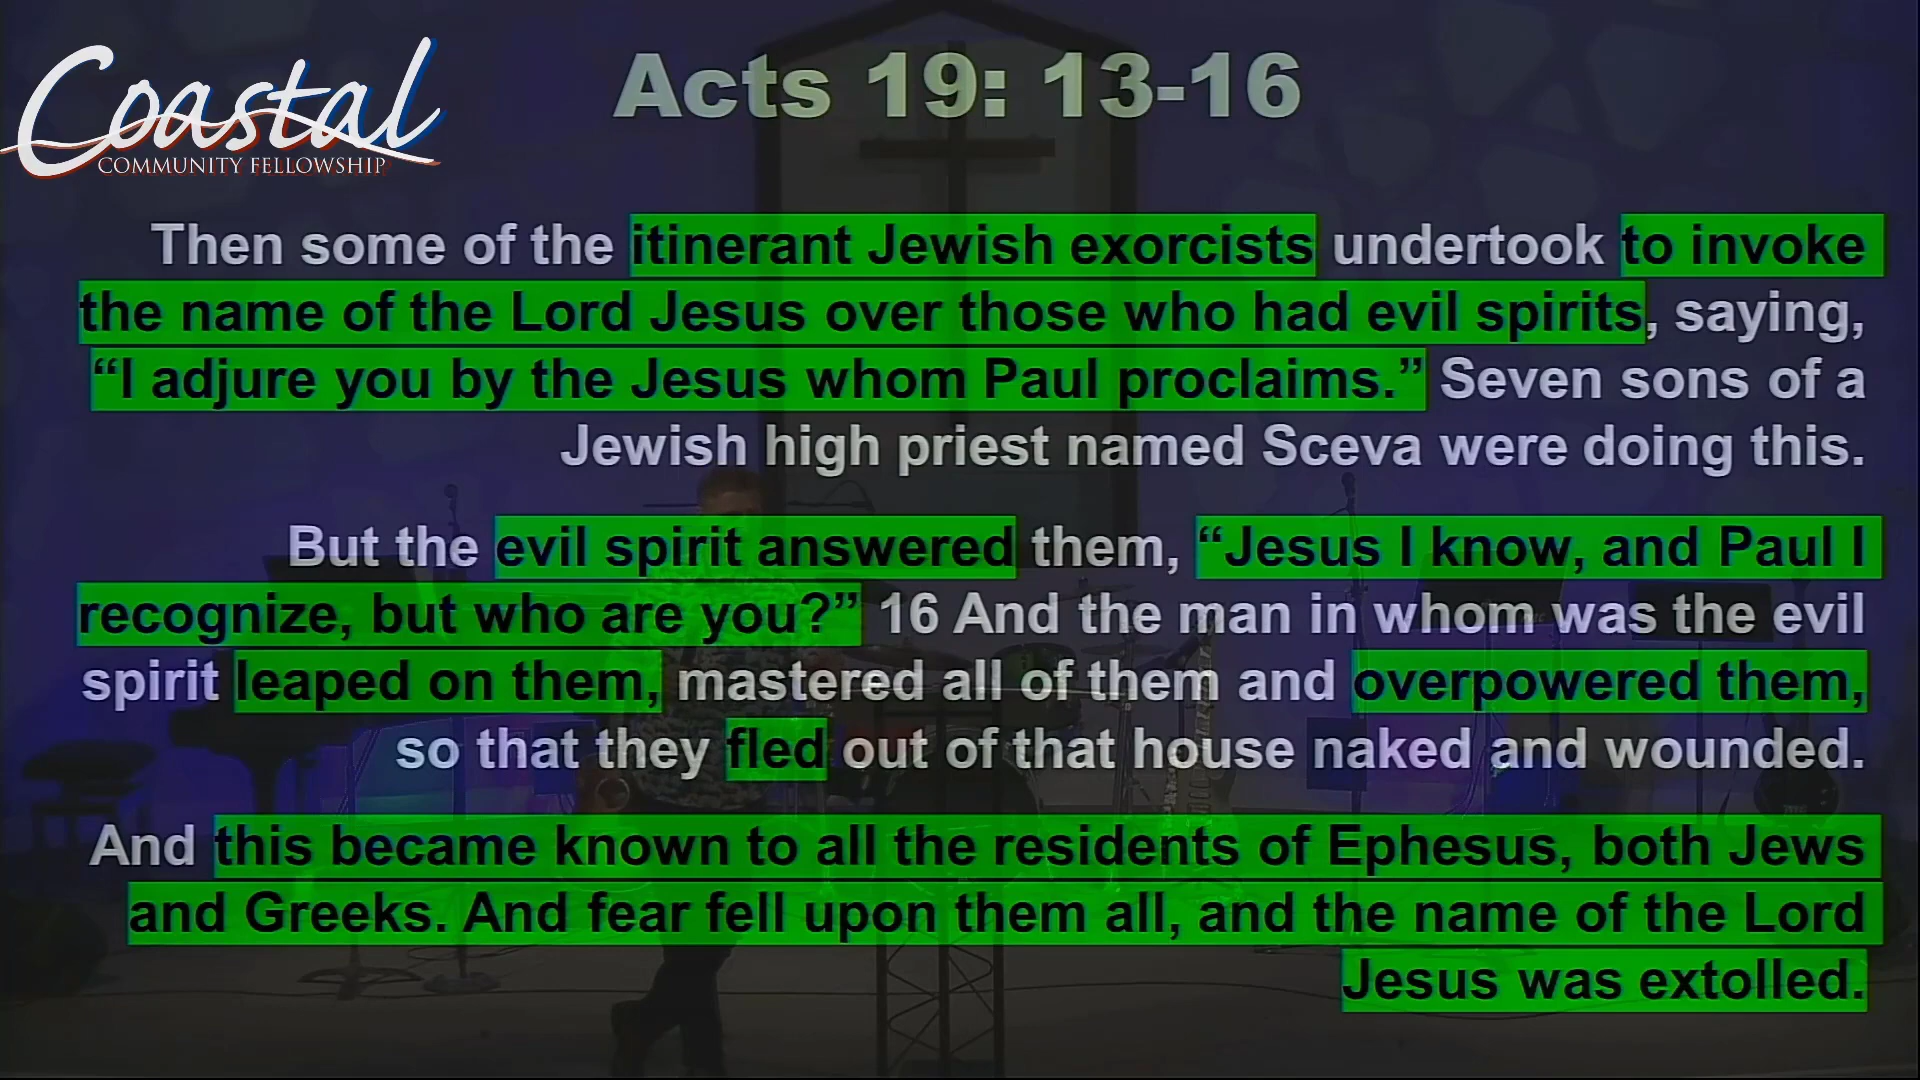 Coastal
COMMUNITY FELLOWSHIP
Acts 19: 13-16
Then some of the itinerant Jewish exorcists undertook to invoke
the name of the Lord Jesus over those who had evil spirits, saying,
“I adjure you by the Jesus whom Paul proclaims.” Seven sons of a
Jewish high priest named Sceva were doing this.
But the evil spirit answered them, “Jesus I know, and Paul I
recognize, but who are you?” 16 And the man in whom was the evil
spirit leaped on them, mastered all of them and overpowered them,
so that they fled out of that house naked and wounded.
And this became known to all the residents of Ephesus, both Jews
and Greeks. And fear fell upon them all, and the name of the Lord
Jesus was extolled.